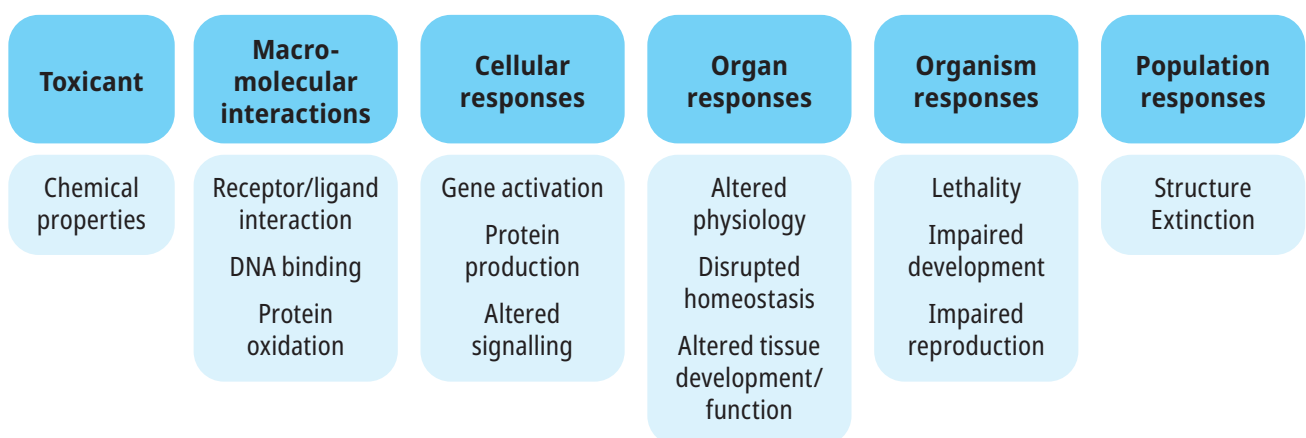 Toxicant
Chemical
properties
Macro-
molecular
interactions
Receptor/ligand
interaction
DNA binding
Protein
oxidation
Cellular
responses
Gene activation
Protein
production
Altered
signalling
Organ
responses
Altered
physiology
Disrupted
homeostasis
Altered tissue
development/
function
Organism
responses
Lethality
Impaired
development
Impaired
reproduction
Population
responses
Structure
Extinction